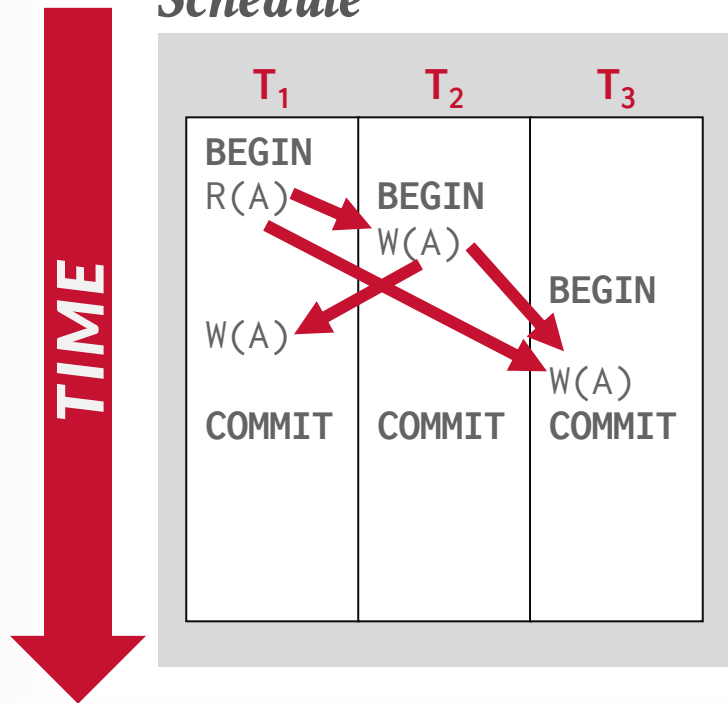 Schedule
TIME
T₁ T₂ T₃
BEGIN
R(A) BEGIN
W(A)
BEGIN
W(A)
W(A)
COMMIT COMMIT COMMIT